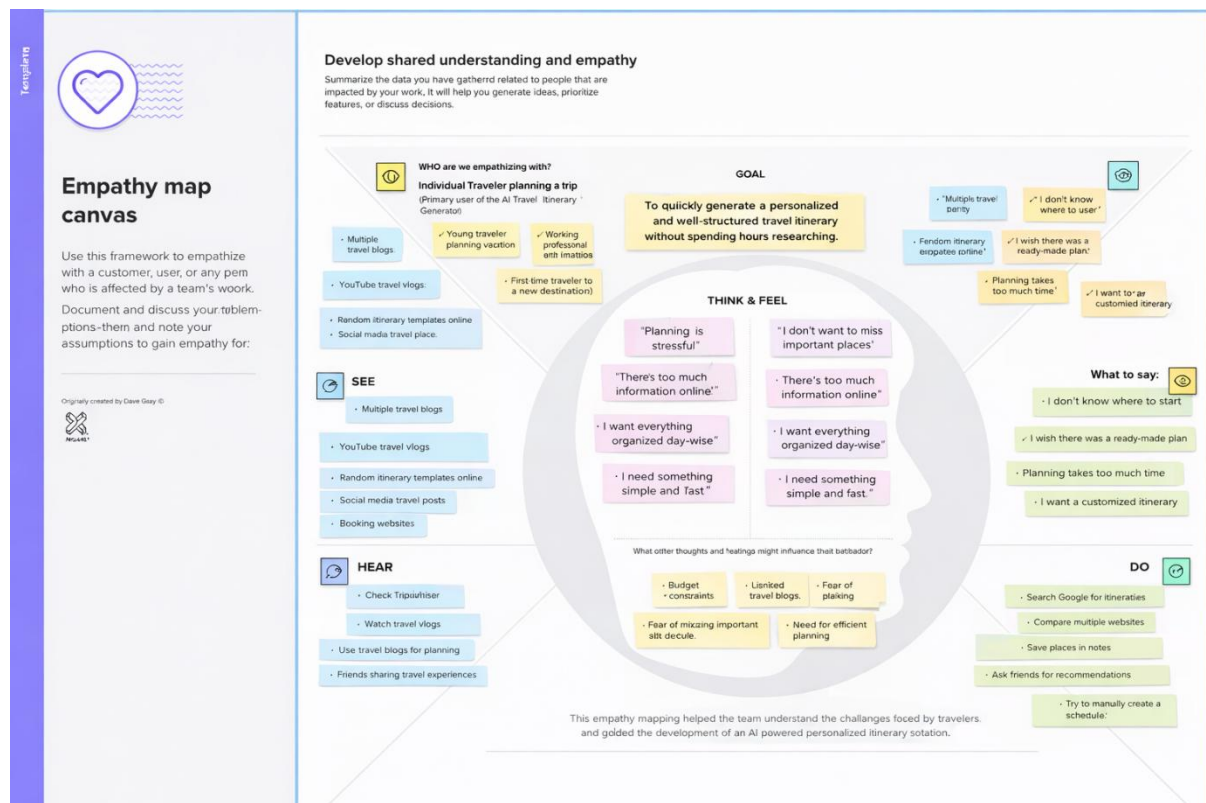 Template
Empathy map
canvas
Use this framework to empathize
with a customer, user, or any pem
who is affected by a team's woork.
Document and discuss your
ptions-them and note your
assumptions to gain empathy for:
Originally created by Dave
Develop shared understanding and empathy
Summarize the data you have gatherrd related to people that are
impacted by your work, It will help you generate ideas, prioritize
features, or discuss decisions.
WHO are we empathizing with?
Individual Traveler planning a trip
(Primary user of the AI Travel Itinerary
Generator)
✓ Young traveler
planning vacation
✓ Working
professional
· First-time traveler to
a new destination)
· Multiple
travel blogs.
· YouTube travel vlogs.
· Random itinerary templates online
· Social madia travel place.
GOAL
To quiickly generate a personalized
and well-structured travel itinerary
without spending hours researching.
· "Multiple travel
✓ I don't know
where to user'
✓ I wish there was a
ready-made plan.'
· Planning takes
too much time'
✓ I want
customied itinerary
SEE
· Multiple travel blogs
· YouTube travel vlogs
· Random itinerary templates online
· Social media travel posts
· Booking websites
THINK & FEEL
"Planning is
stressful"
"There's too much
information online"
· I want everything
organized day-wise"
· I need something
simple and fast"
"I don't want to miss
important places'
· There's too much
information online"
· I want everything
organized day-wise"
· I need something
simple and fast."
What to say:
· I don't know where to start
✓ I wish there was a ready-made plan
· Planning takes too much time
· I want a customized itinerary
HEAR
· Check
· Watch travel vlogs
· Use travel blogs for planning
· Friends sharing travel experiences
What other thoughts and might influence their
· Budget
· constraints
travel blogs.
· Fear of
· Fear of important
· Need for efficient
planning
DO
· Search Google for itineraties
· Compare multiple websites
· Save places in notes
· Ask friends for recommendations
· Try to manually create a
schedule.
This empathy mapping helped the team understand the challanges foced by travelers.
and goided the development of an AI powered personalized itinerary sotation.